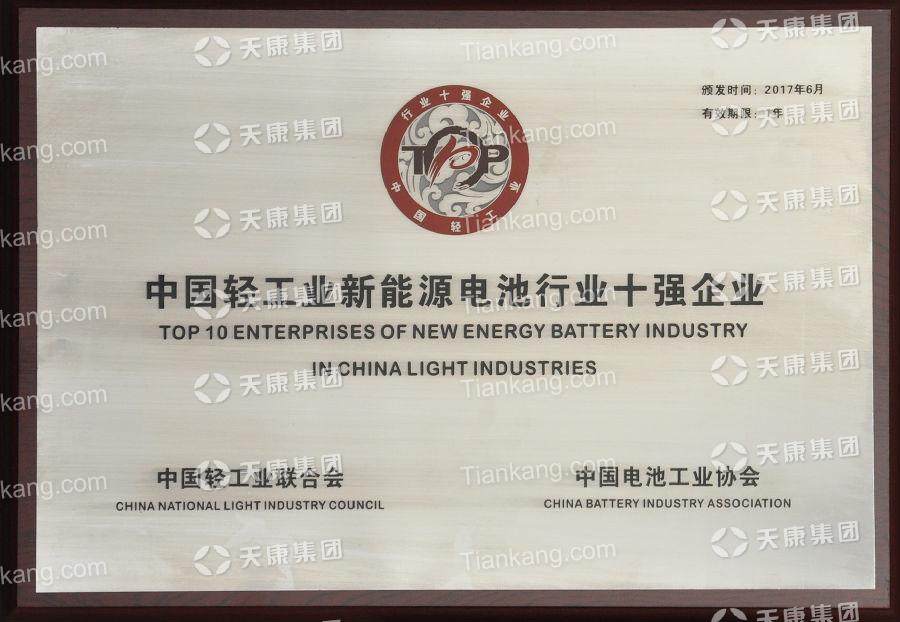 颁发时间：2017年6月
有效期限：1年
行业十强企业
TOP
中国轻工业
中国轻工业新能源电池行业十强企业
TOP 10 ENTERPRISES OF NEW ENERGY BATTERY INDUSTRY
IN CHINA LIGHT INDUSTRIES
中国轻工业联合会
CHINA NATIONAL LIGHT INDUSTRY COUNCIL
中国电池工业协会
CHINA BATTERY INDUSTRY ASSOCIATION
天康集团
Tiankang.com